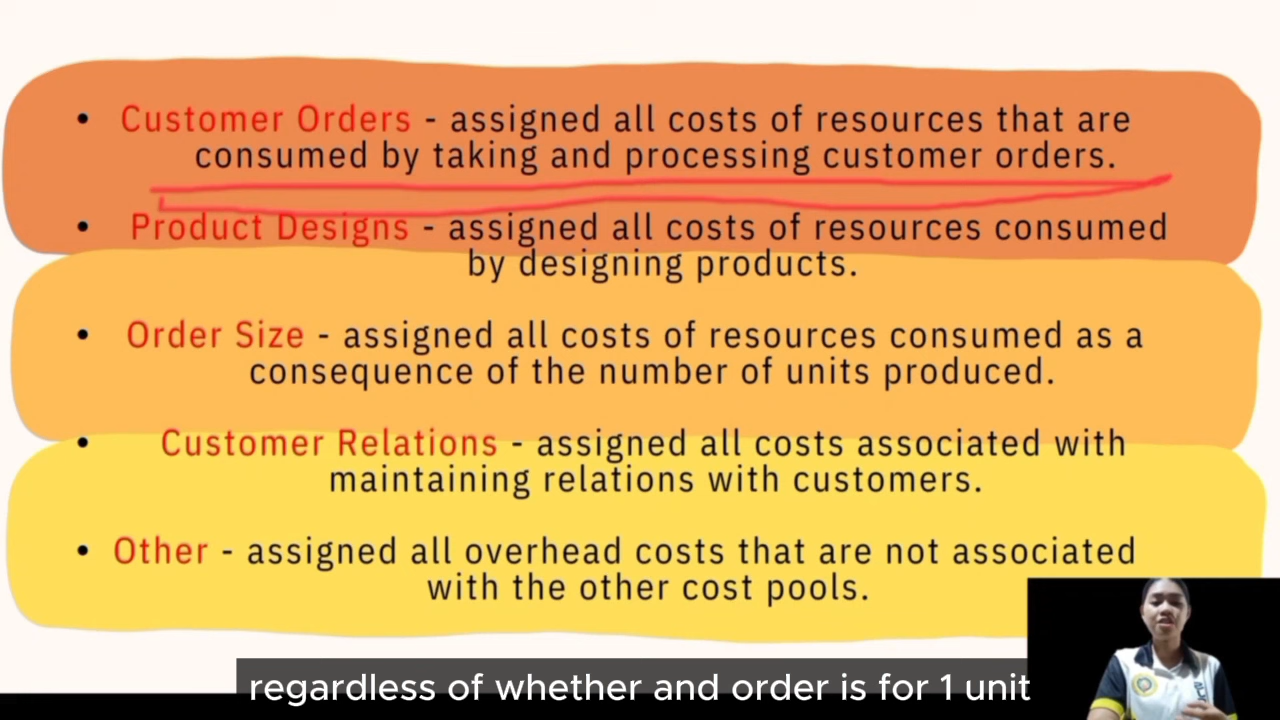 • Customer Orders - assigned all costs of resources that are
consumed by taking and processing customer orders.
• Product Designs - assigned all costs of resources consumed
by designing products.
• Order Size - assigned all costs of resources consumed as a
consequence of the number of units produced.
• Customer Relations - assigned all costs associated with
maintaining relations with customers.
• Other - assigned all overhead costs that are not associated
with the other cost pools.
regardless of whether and order is for 1 unit